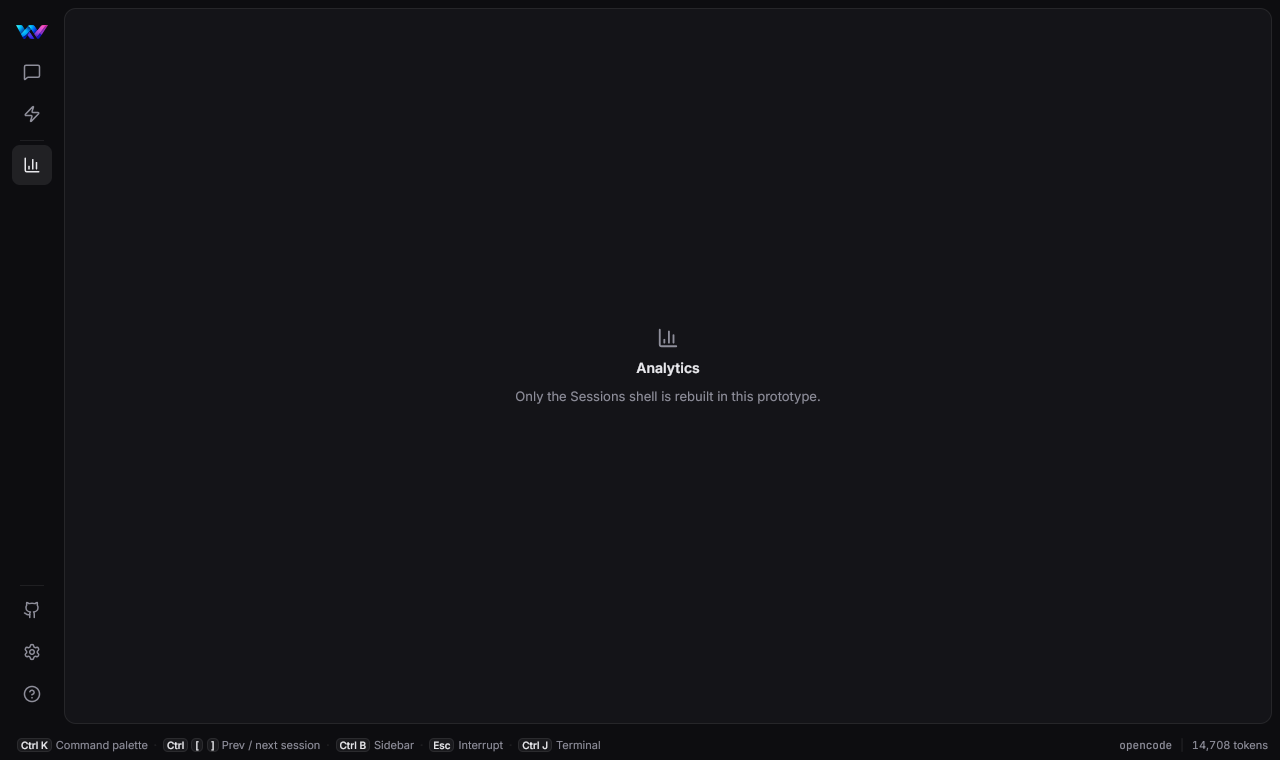 Analytics
Only the Sessions shell is rebuilt in this prototype.
Ctrl K Command palette · Ctrl [ ] Prev / next session · Ctrl B Sidebar · Esc Interrupt · Ctrl J Terminal opencode 14,708 tokens